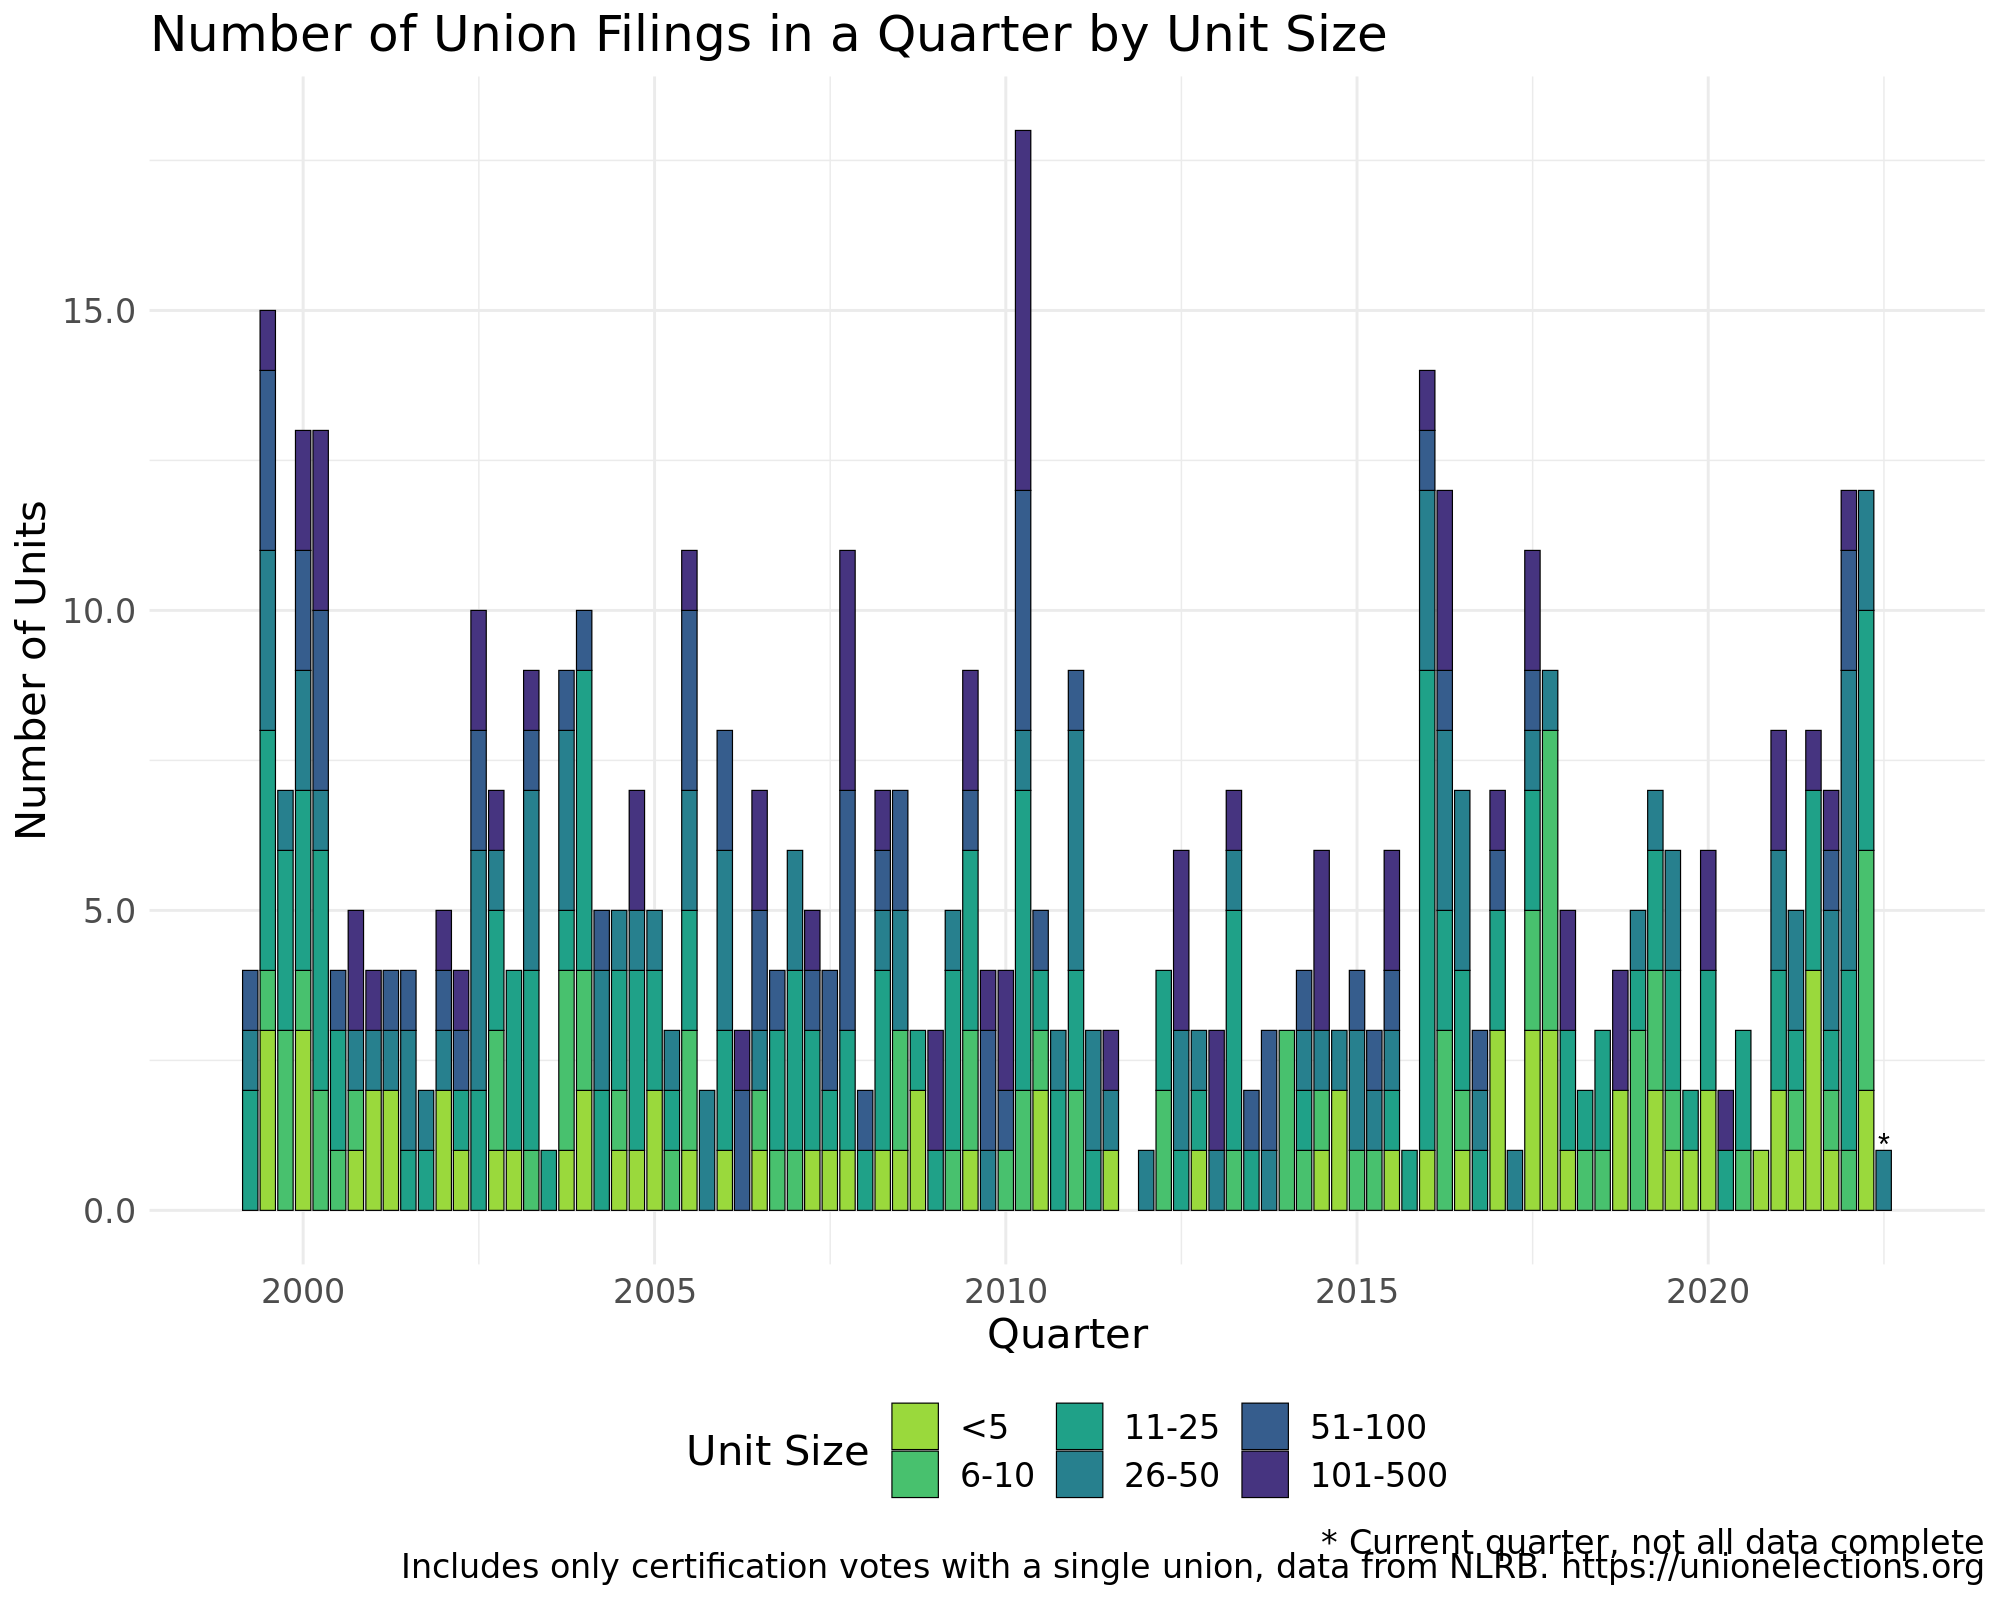 Number of Union Filings in a Quarter by Unit Size
Number of Units
15.0
10.0
5.0
0.0
*
2000 2005 2010 2015 2020
Quarter
Unit Size
<5 11-25 51-100
6-10 26-50 101-500
* Current quarter, not all data complete
Includes only certification votes with a single union, data from NLRB. https://unionelections.org